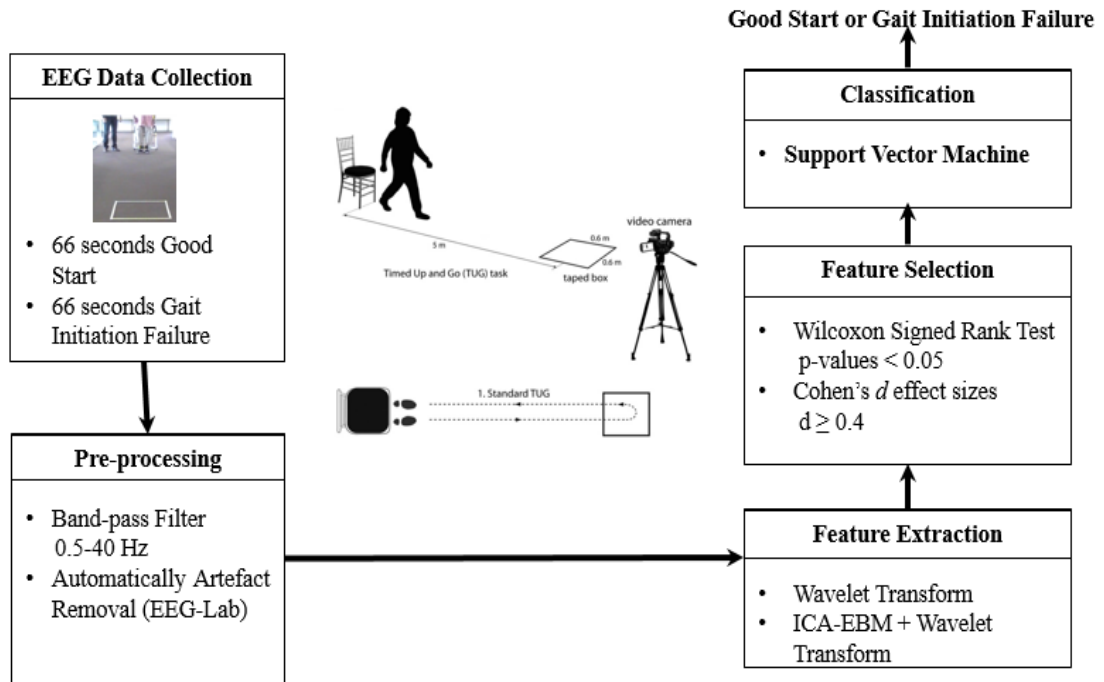 Good Start or Gait Initiation Failure
EEG Data Collection
• 66 seconds Good
Start
• 66 seconds Gait
Initiation Failure
Pre-processing
• Band-pass Filter
0.5-40 Hz
• Automatically Artefact
Removal (EEG-Lab)
5 m
Timed Up and Go (TUG) task
0.6 m
0.6 m
taped box
video camera
1. Standard TUG
Classification
• Support Vector Machine
Feature Selection
• Wilcoxon Signed Rank Test
p-values < 0.05
• Cohen’s d effect sizes
d ≥ 0.4
Feature Extraction
• Wavelet Transform
• ICA-EBM + Wavelet
Transform